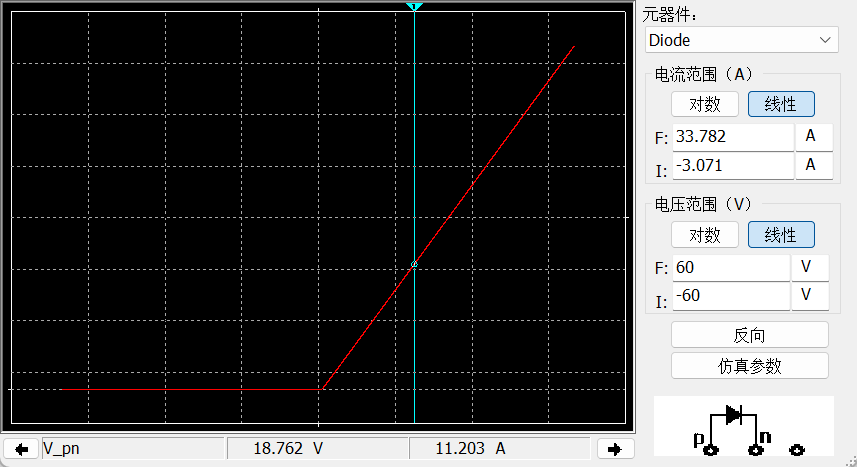 1
元器件：
Diode
电流范围（A）
对数 线性
F: 33.782 A
I: -3.071 A
电压范围（V）
对数 线性
F: 60 V
I: -60 V
反向
仿真参数
p n
V_pn 18.762 V 11.203 A